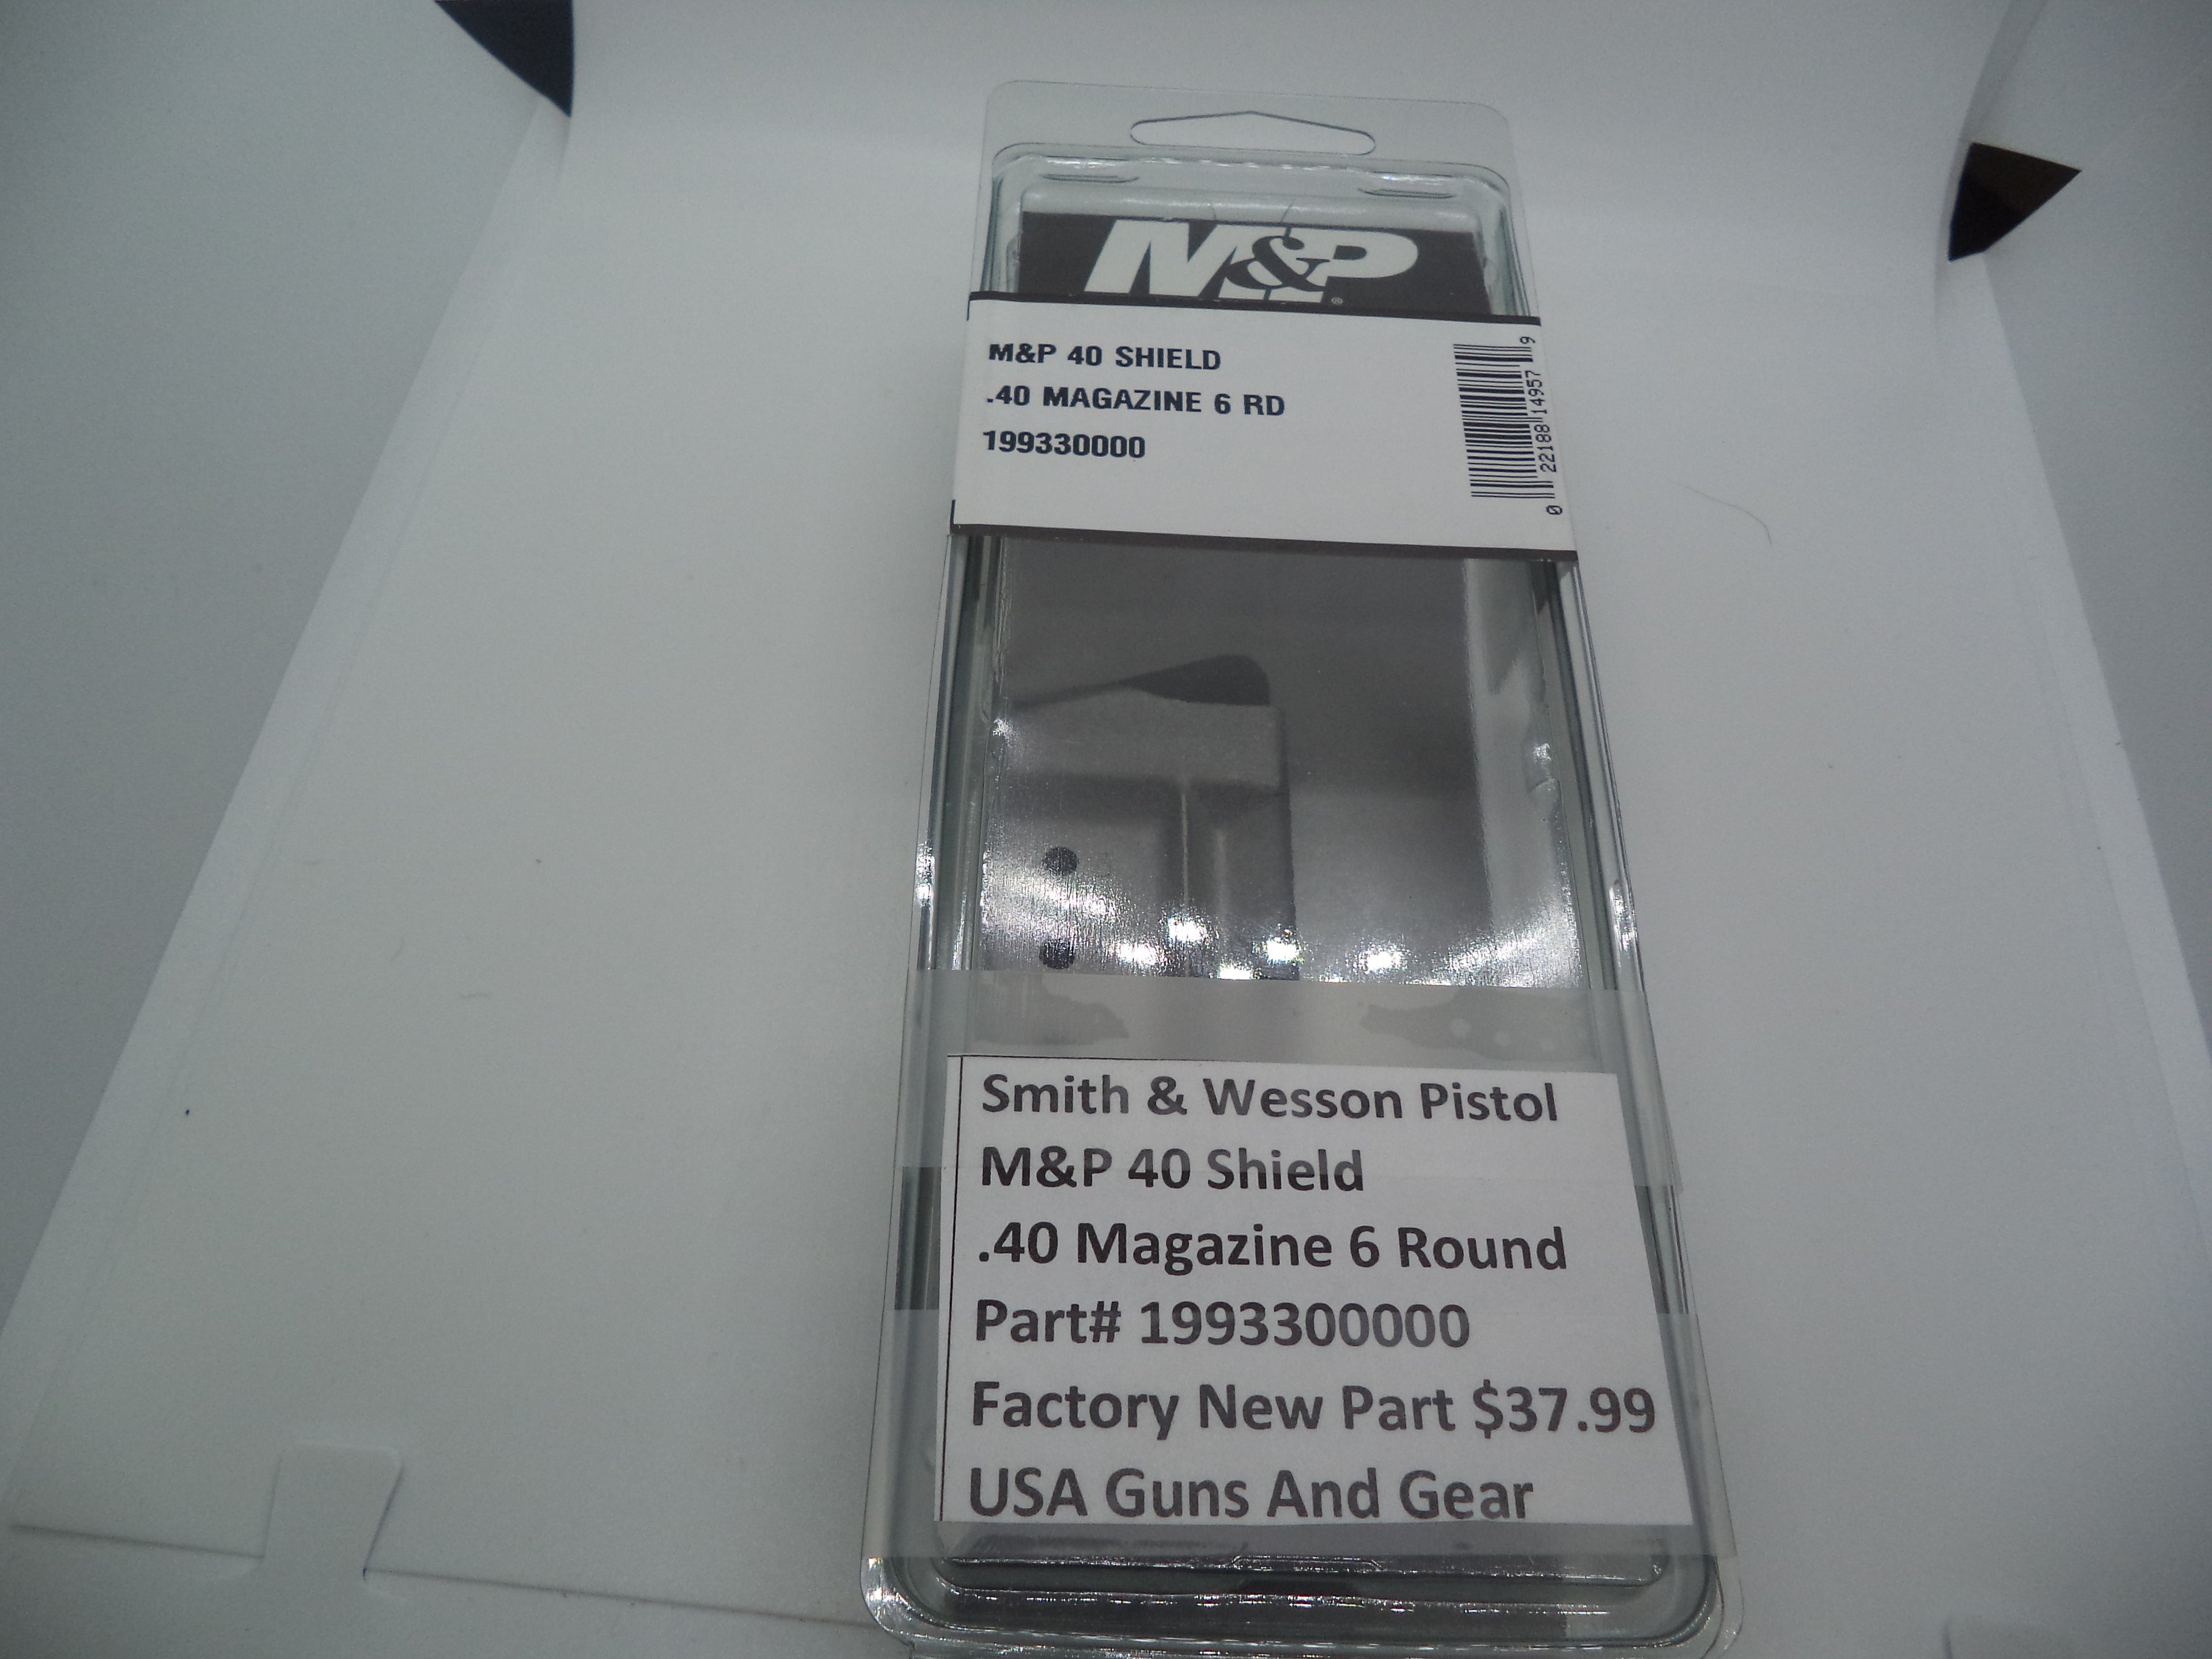 M&P®
M&P 40 SHIELD
.40 MAGAZINE 6 RD
199330000
0 22188 14957 9
Smith & Wesson Pistol
M&P 40 Shield
.40 Magazine 6 Round
Part# 1993300000
Factory New Part $37.99
USA Guns And Gear